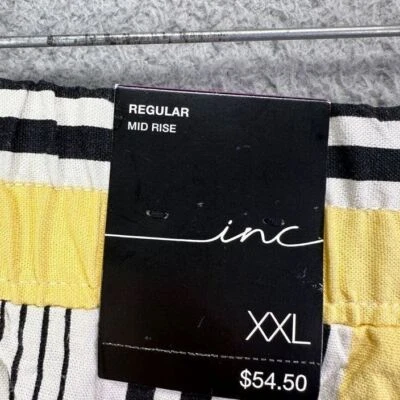 REGULAR
MID RISE
inc
XXL
$54.50